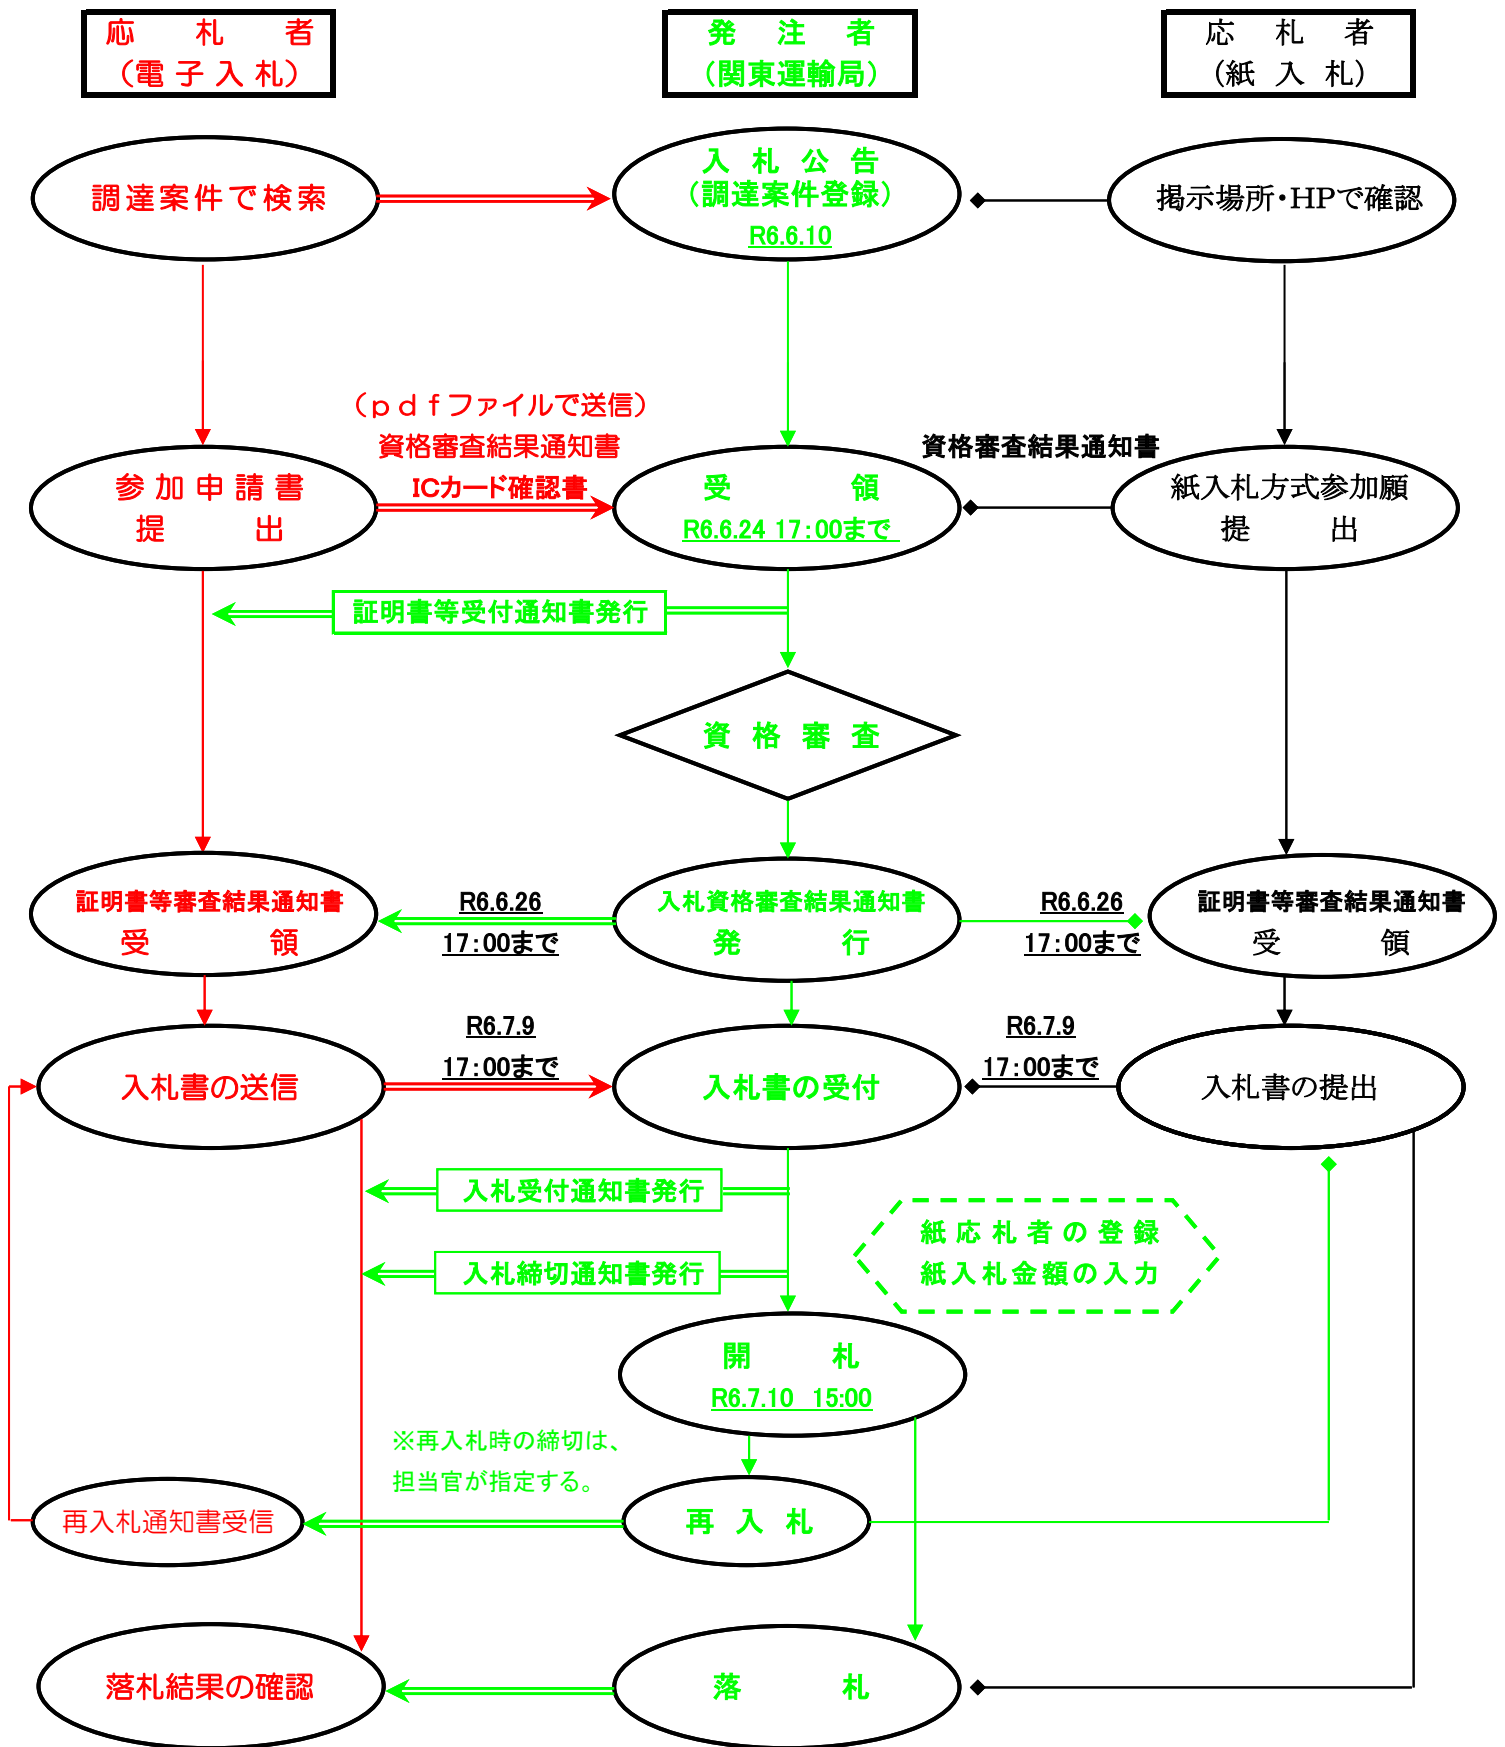 応 札 者
（電子入札）
発 注 者
（関東運輸局）
応 札 者
（紙 入 札）
調達案件で検索
入 札 公 告
（調達案件登録）
R6.6.10
掲示場所・HPで確認
（ｐｄｆファイルで送信）
資格審査結果通知書
ICカード確認書
資格審査結果通知書
参加申請書
提 出
受 領
R6.6.24 17：00まで
紙入札方式参加願
提 出
証明書等受付通知書発行
資 格 審 査
証明書等審査結果通知書
受 領
R6.6.26
17：00まで
入札資格審査結果通知書
発 行
R6.6.26
17：00まで
証明書等審査結果通知書
受 領
R6.7.9
17：00まで
R6.7.9
17：00まで
入札書の送信
入札書の受付
入札書の提出
入札受付通知書発行
紙応札者の登録
紙入札金額の入力
入札締切通知書発行
開 札
R6.7.10 15:00
※再入札時の締切は、
担当官が指定する。
再入札通知書受信
再 入 札
落札結果の確認
落 札